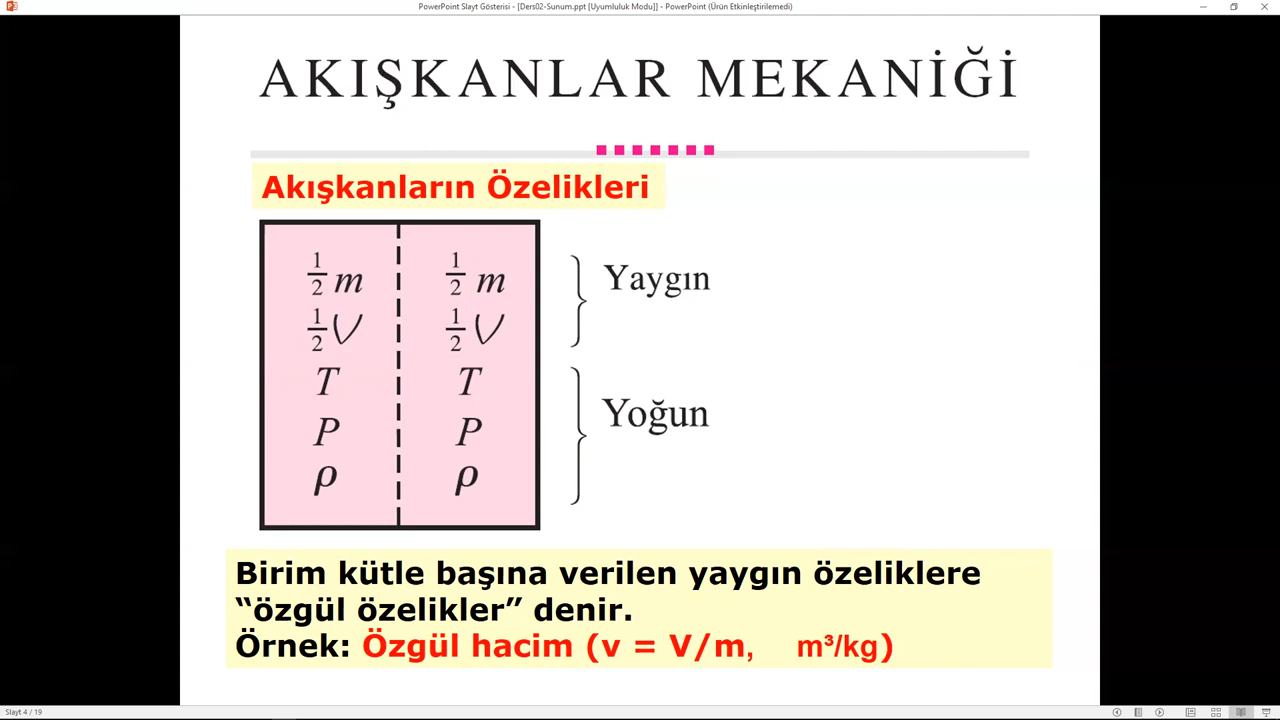 PowerPoint Slayt Gösterisi - [Ders02-Sunum.ppt [Uyumluluk Modu]] - PowerPoint (Ürün Etkinleştirilemedi)
AKIŞKANLAR MEKANİĞİ
Akışkanların Özelikleri
1/2 m 1/2 m
1/2 V 1/2 V
Yaygın
T T
P P
ρ ρ
Yoğun
Birim kütle başına verilen yaygın özeliklere
“özgül özelikler” denir.
Örnek: Özgül hacim (v = V/m, m³/kg)
Slayt 4 / 19